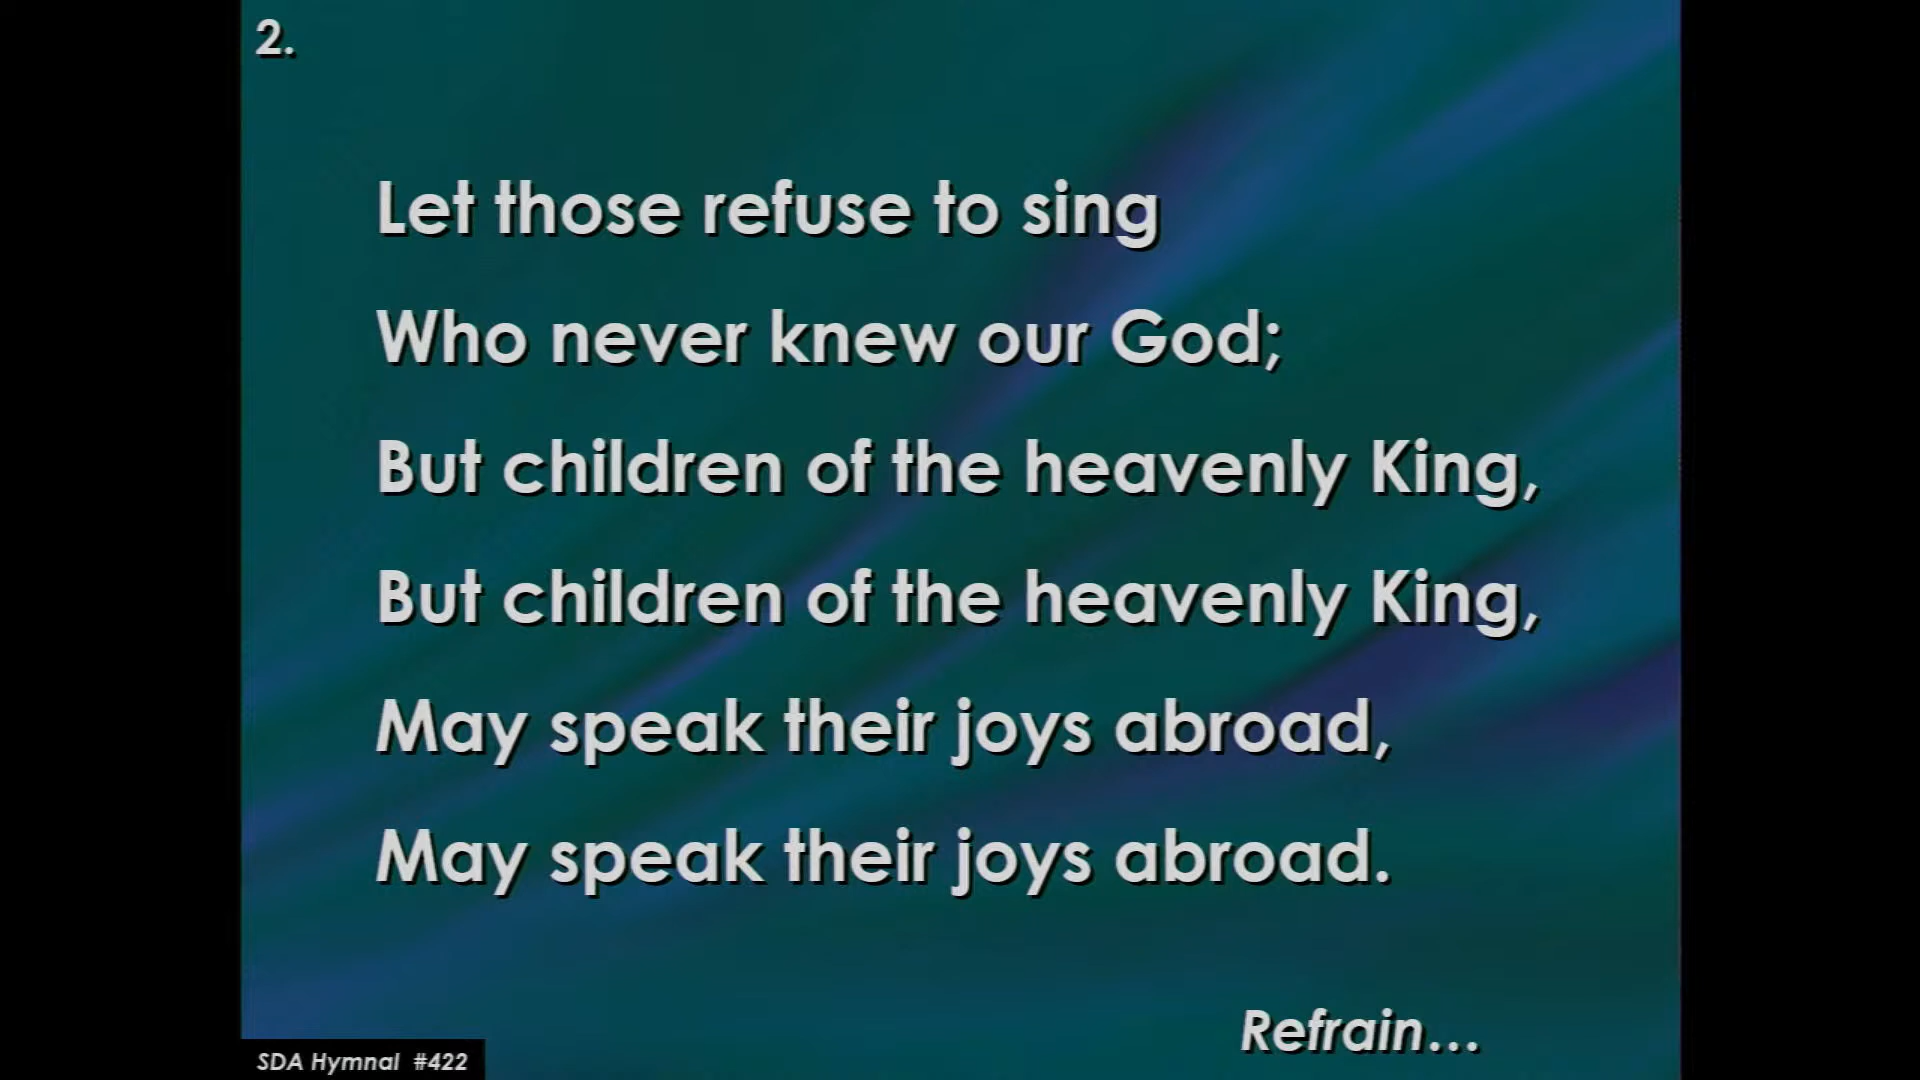 2.
Let those refuse to sing
Who never knew our God;
But children of the heavenly King,
But children of the heavenly King,
May speak their joys abroad,
May speak their joys abroad.
Refrain...
SDA Hymnal #422